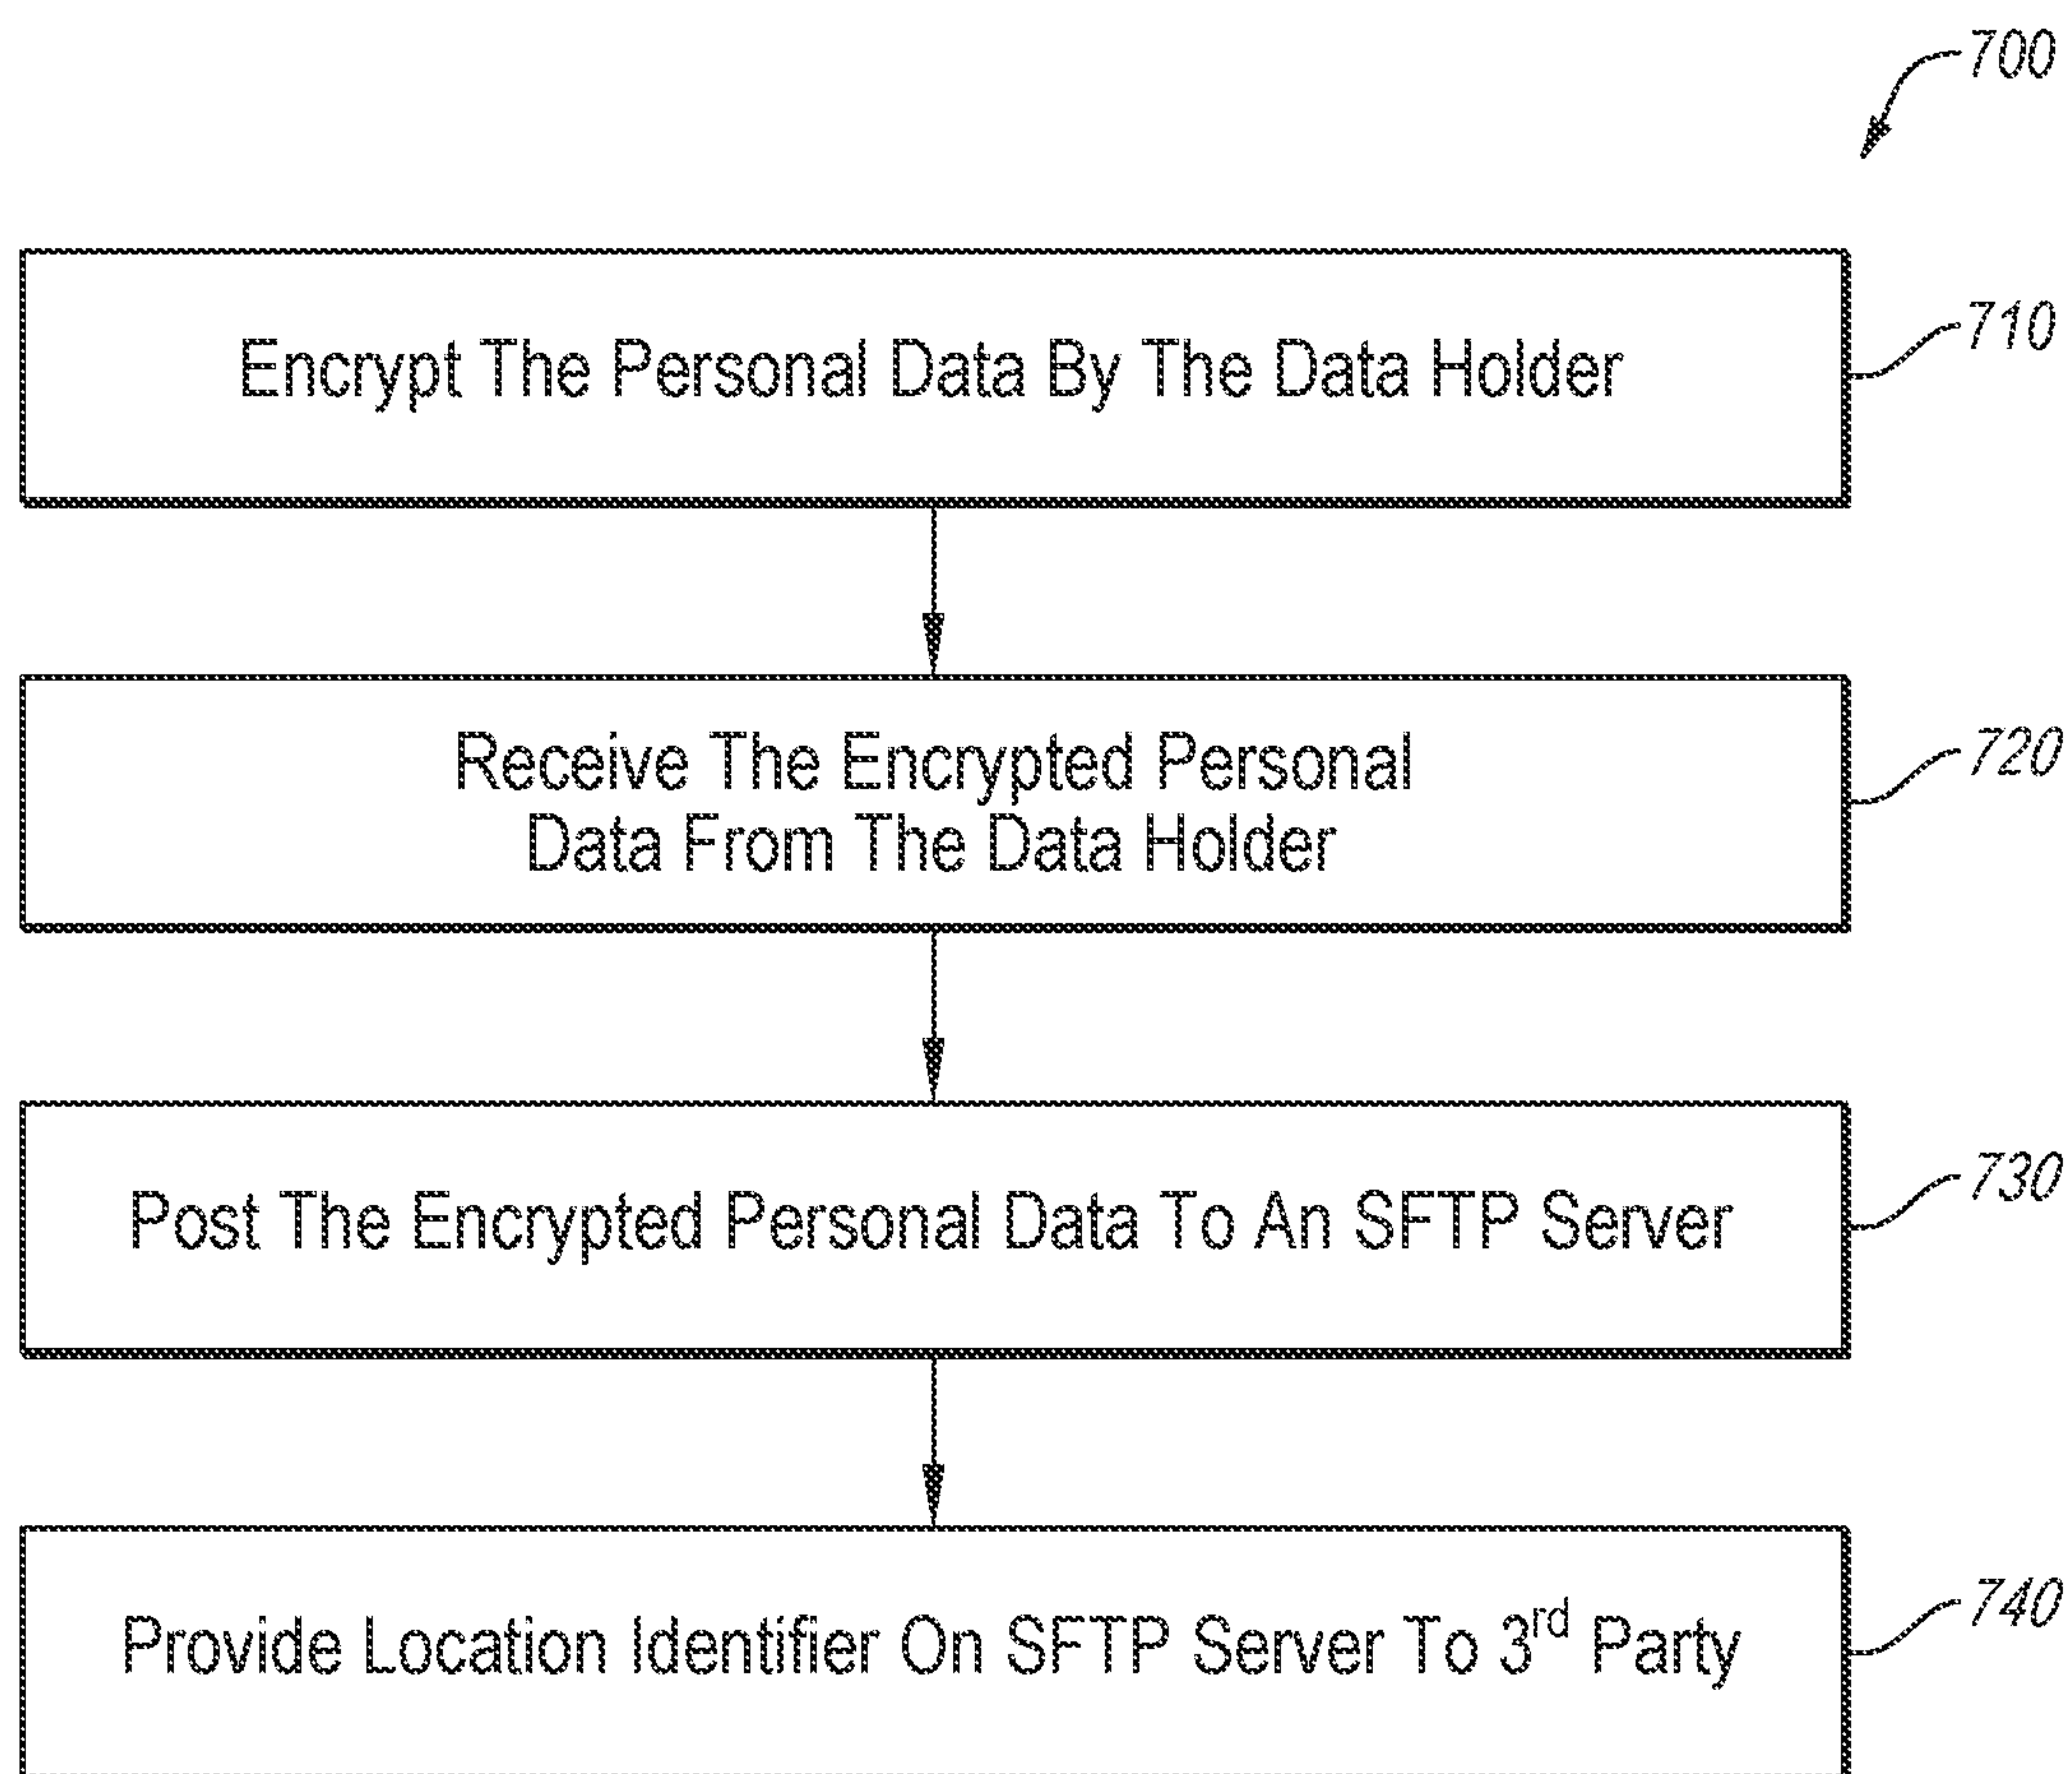 700
Encrypt The Personal Data By The Data Holder
710
Receive The Encrypted Personal
Data From The Data Holder
720
Post The Encrypted Personal Data To An SFTP Server
730
Provide Location Identifier On SFTP Server To 3rd Party
740